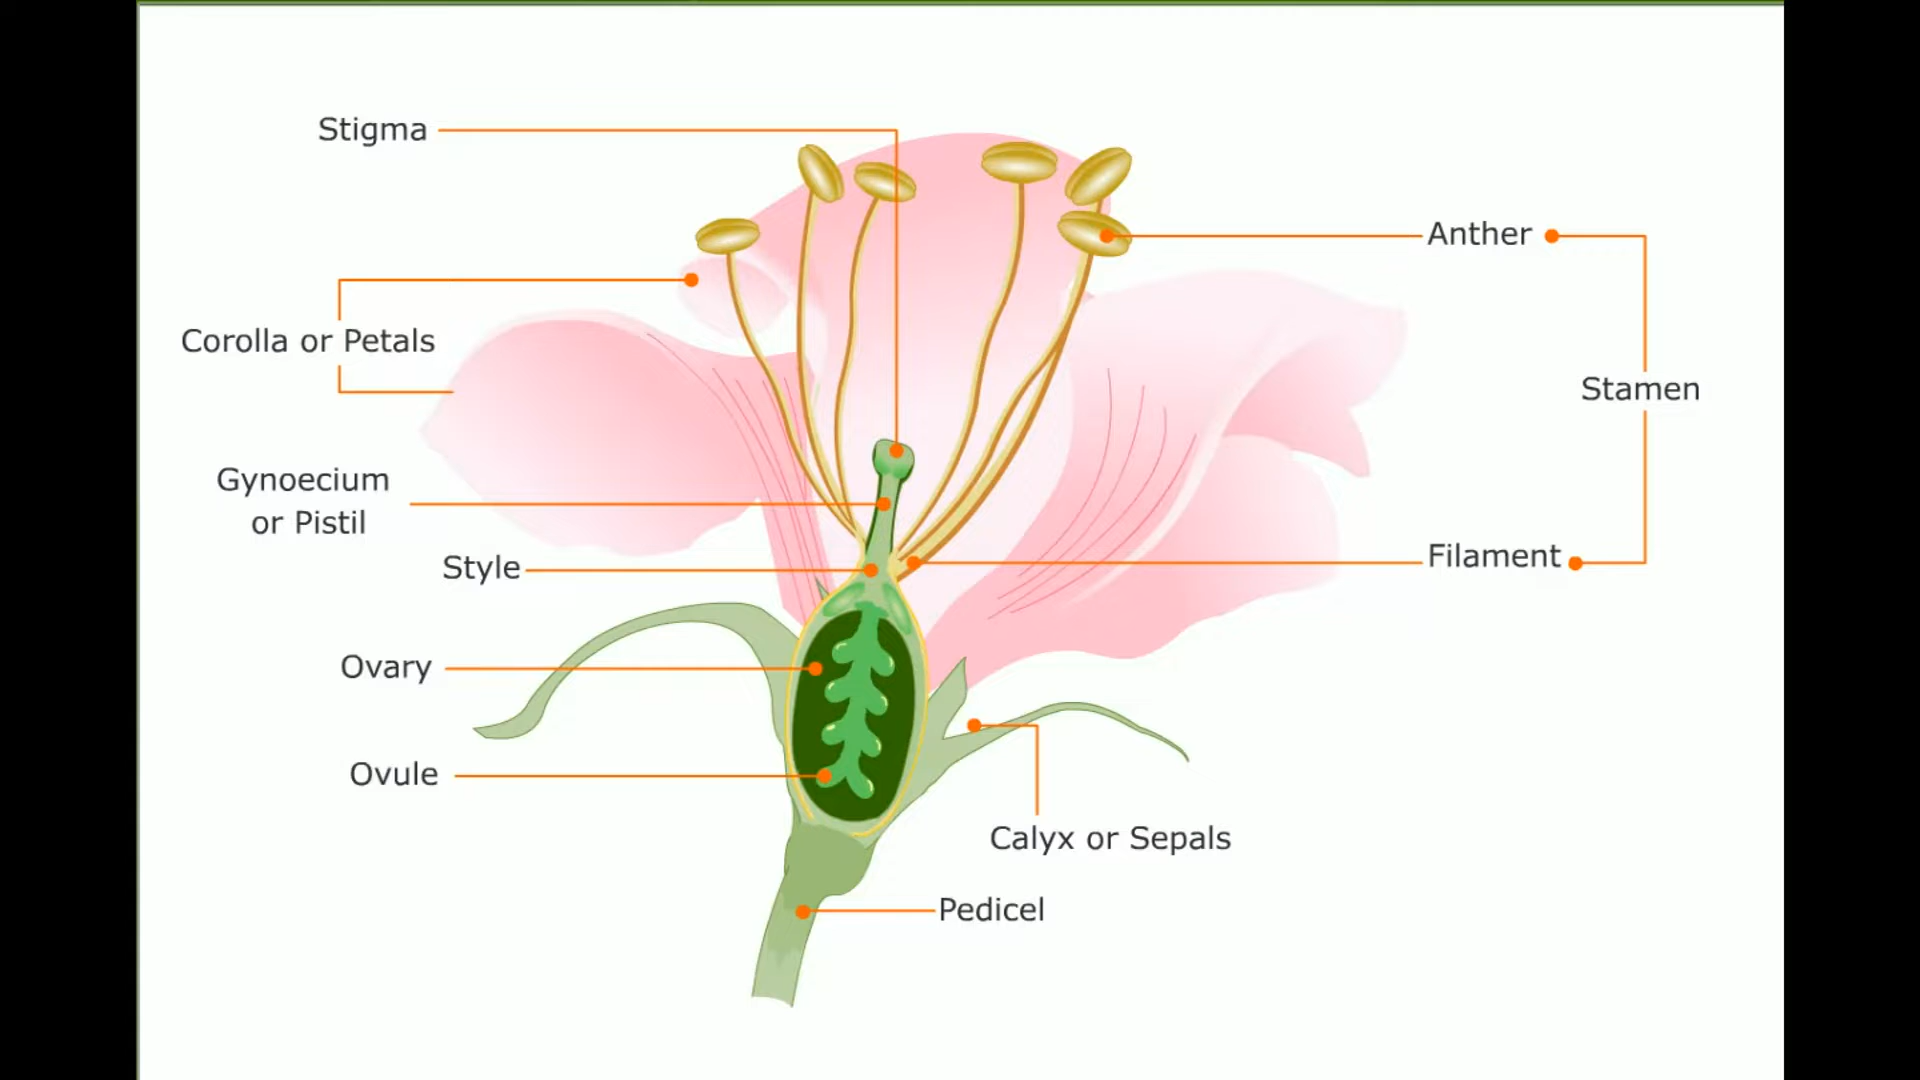 Stigma
Anther
Corolla or Petals
Stamen
Gynoecium
or Pistil
Filament
Style
Ovary
Ovule
Calyx or Sepals
Pedicel